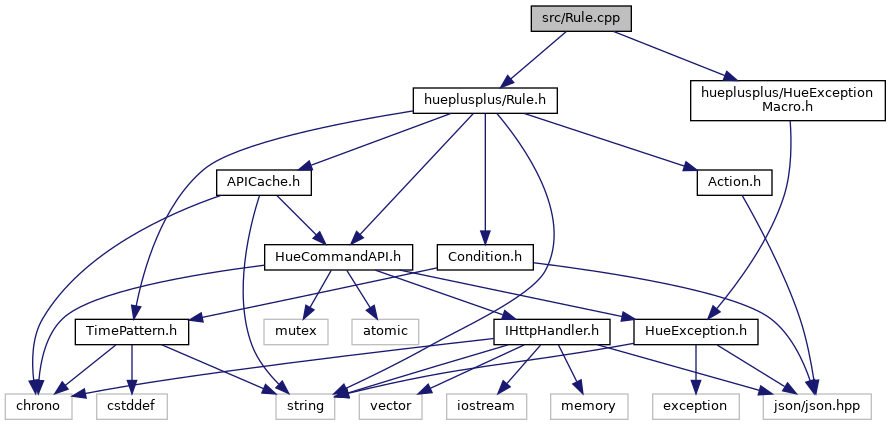 src/Rule.cpp
hueplusplus/Rule.h
hueplusplus/HueException
Macro.h
APICache.h
Action.h
HueCommandAPI.h
Condition.h
TimePattern.h
mutex
atomic
IHttpHandler.h
HueException.h
chrono
cstddef
string
vector
iostream
memory
exception
json/json.hpp